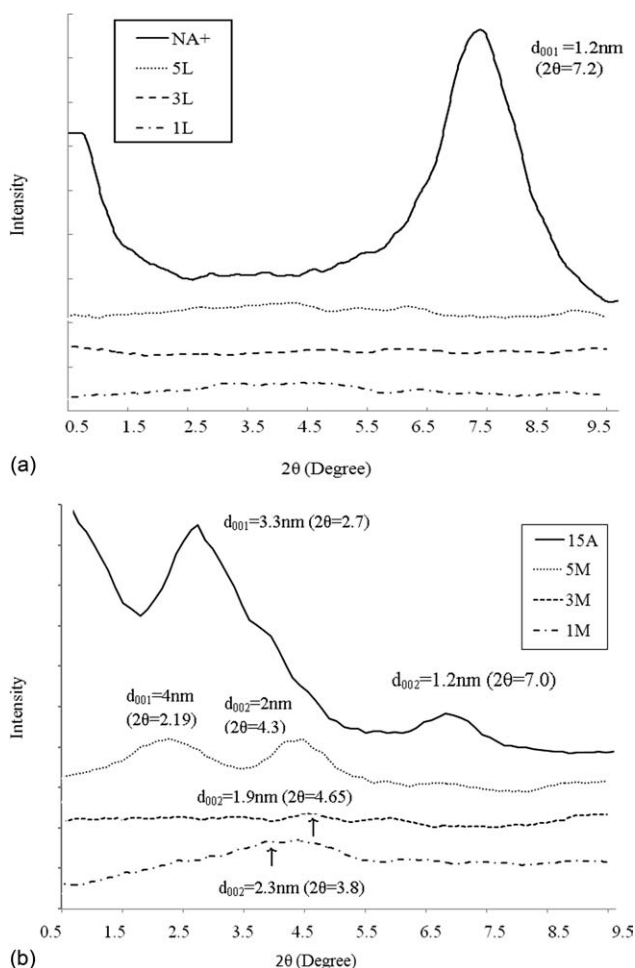 NA+
5L
3L
1L
d001 =1.2nm
(2θ=7.2)
Intensity
0.5 1.5 2.5 3.5 4.5 5.5 6.5 7.5 8.5 9.5
2θ (Degree)
(a)
d001=3.3nm (2θ=2.7)
15A
5M
3M
1M
d002=1.2nm (2θ=7.0)
d001=4nm
(2θ=2.19)
d002=2nm
(2θ=4.3)
Intensity
d002=1.9nm (2θ=4.65)
↑
↑
d002=2.3nm (2θ=3.8)
0.5 1.5 2.5 3.5 4.5 5.5 6.5 7.5 8.5 9.5
2θ (Degree)
(b)